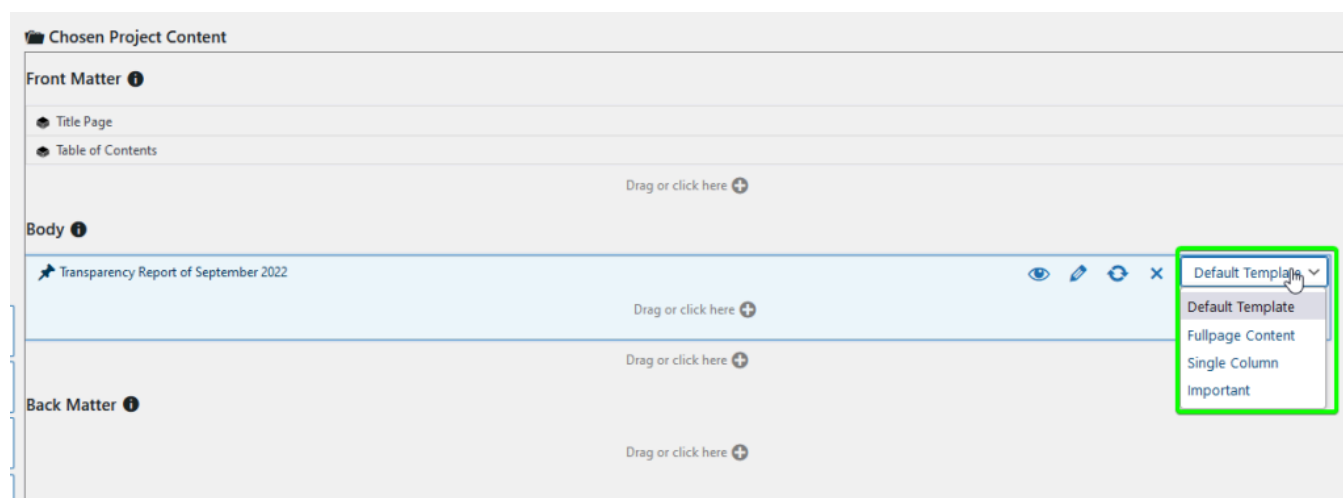 Chosen Project Content
Front Matter
Title Page
Table of Contents
Drag or click here
Body
Transparency Report of September 2022
Default Template
Default Template
Drag or click here
Fullpage Content
Drag or click here
Single Column
Important
Back Matter
Drag or click here